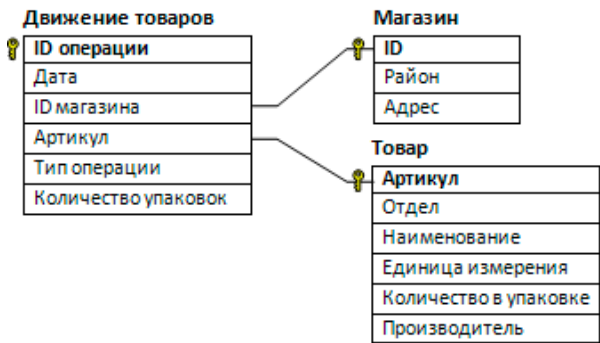 Движение товаров
ID операции
Дата
ID магазина
Артикул
Тип операции
Количество упаковок
Магазин
ID
Район
Адрес
Товар
Артикул
Отдел
Наименование
Единица измерения
Количество в упаковке
Производитель